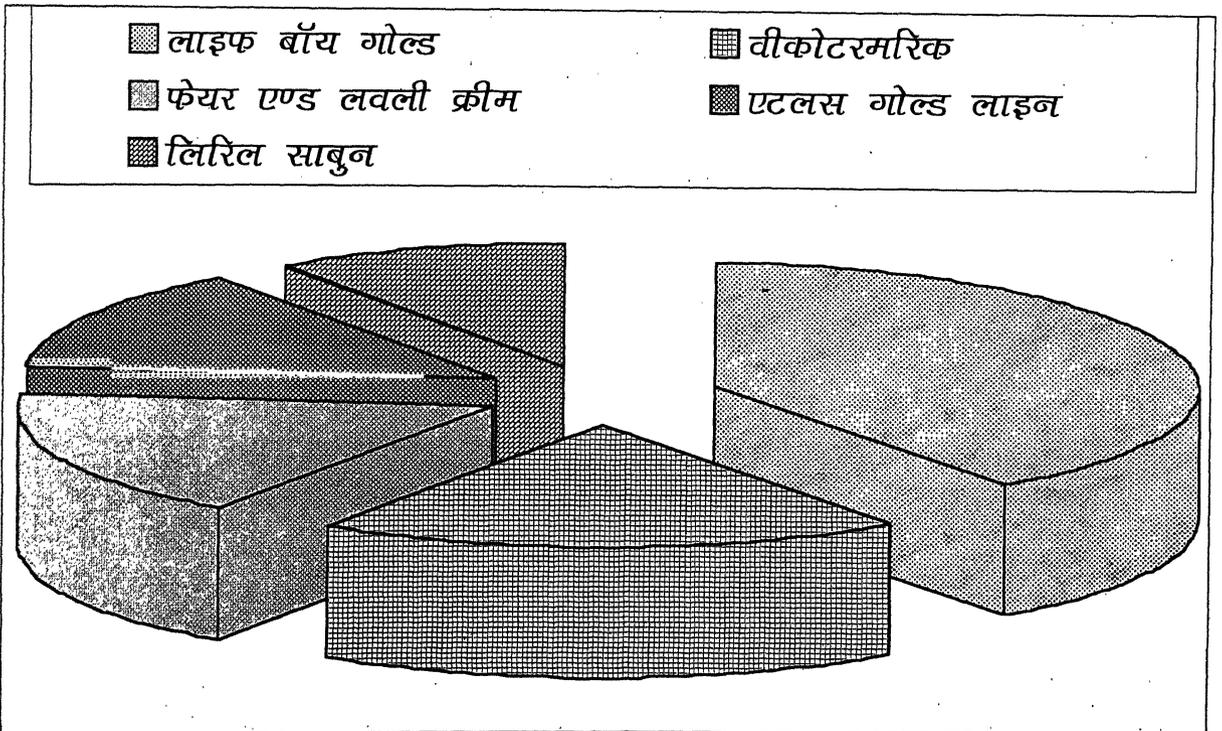 लाइफ बॉय गोल्ड
वीकोटरमरिक
फेयर एण्ड लवली क्रीम
एटलस गोल्ड लाइन
लिरिल साबुन